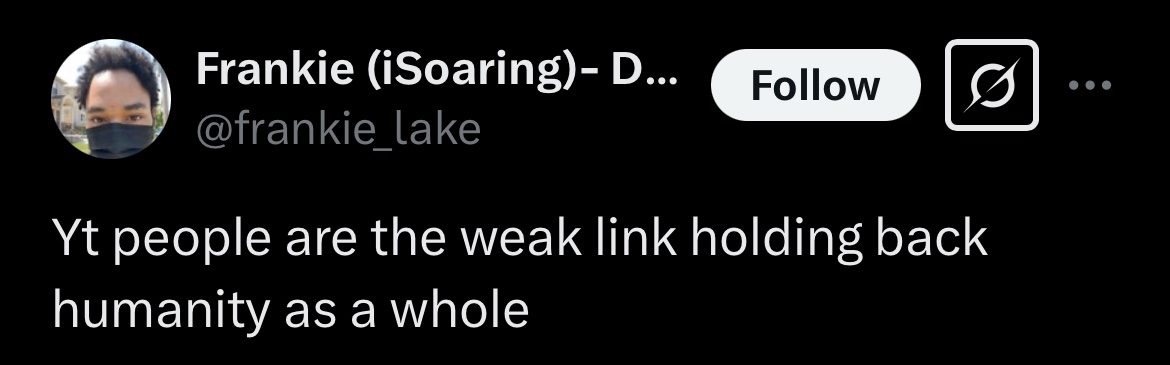 Frankie (iSoaring)- D...
Follow
@frankie_lake
Yt people are the weak link holding back
humanity as a whole